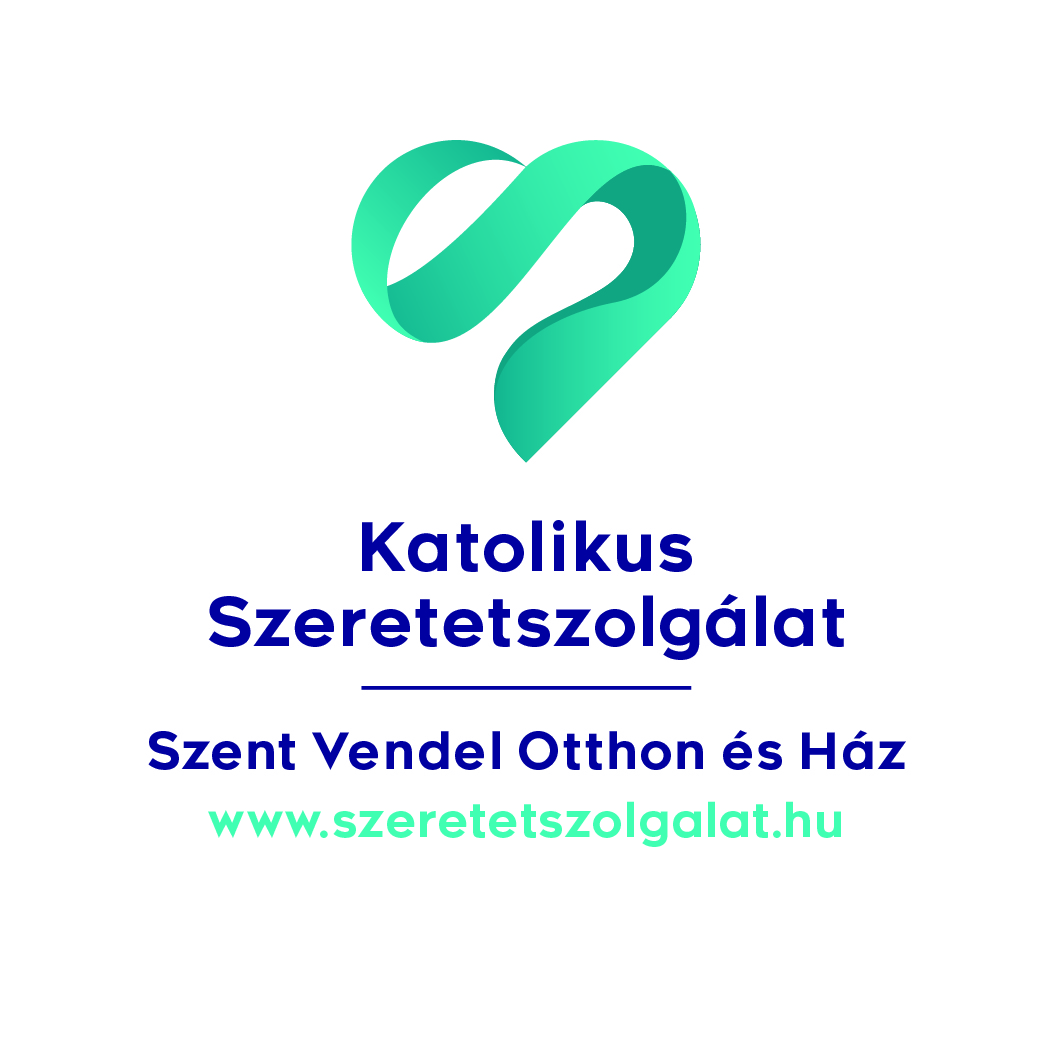 Katolikus
Szeretetszolgálat
Szent Vendel Otthon és Ház
www.szeretetszolgalat.hu